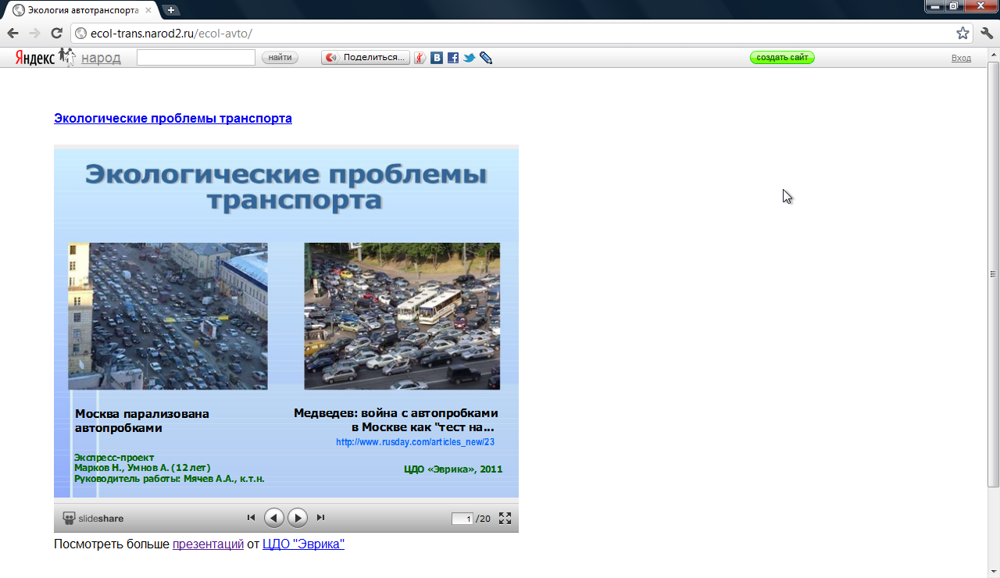 Экология автотранспорта
ecol-trans.narod2.ru/ecol-avto/
Яндекс народ найти Поделиться... создать сайт Вход
Экологические проблемы транспорта
Экологические проблемы
транспорта
Москва парализована
автопробками
Медведев: война с автопробками
в Москве как "тест на...
http://www.rusday.com/articles_new/23
Экспресс-проект
Марков Н., Умнов А. (12 лет)
Руководитель работы: Мячев А.А., к.т.н.
ЦДО «Эврика», 2011
slideshare 1 /20
Посмотреть больше презентаций от ЦДО "Эврика"